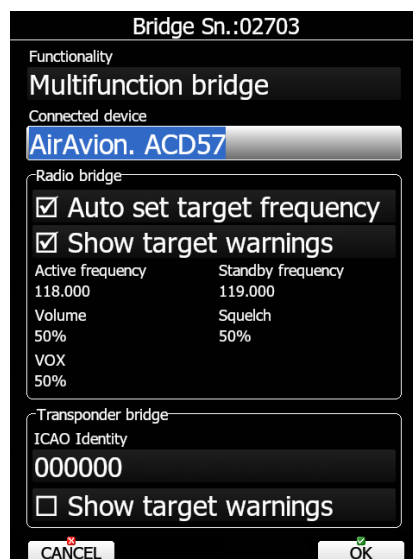 Bridge Sn.:02703
Functionality
Multifunction bridge
Connected device
AirAvion. ACD57
Radio bridge
☑ Auto set target frequency
☑ Show target warnings
Active frequency Standby frequency
118.000 119.000
Volume Squelch
50% 50%
VOX
50%
Transponder bridge
ICAO Identity
000000
☐ Show target warnings
CANCEL OK